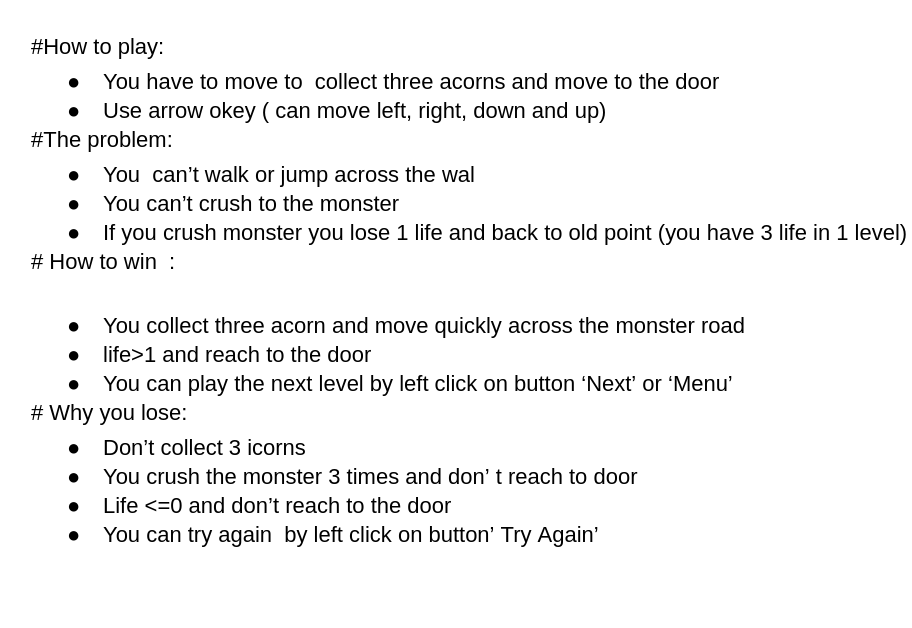 #How to play:
● You have to move to  collect three acorns and move to the door
● Use arrow okey ( can move left, right, down and up)
#The problem:
● You  can’t walk or jump across the wal
● You can’t crush to the monster
● If you crush monster you lose 1 life and back to old point (you have 3 life in 1 level)
# How to win  :
● You collect three acorn and move quickly across the monster road
● life>1 and reach to the door
● You can play the next level by left click on button ‘Next’ or ‘Menu’
# Why you lose:
● Don’t collect 3 icorns
● You crush the monster 3 times and don’ t reach to door
● Life <=0 and don’t reach to the door
● You can try again  by left click on button’ Try Again’